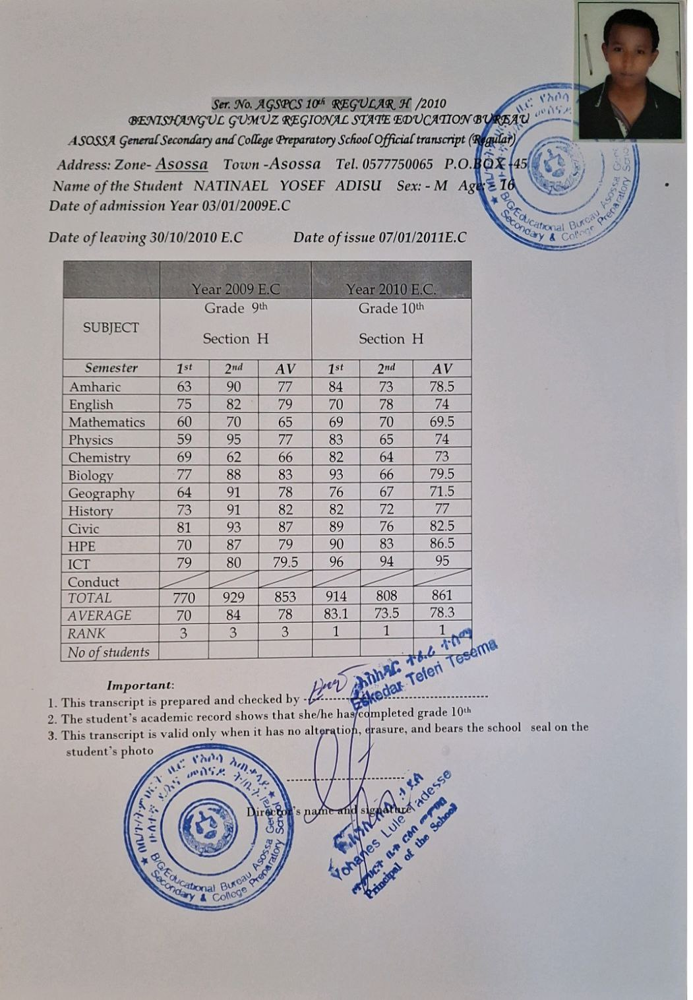 Ser. No. AGSPCS 10th REGULAR H /2010
BENISHANGUL GUMUZ REGIONAL STATE EDUCATION BUREAU
ASOSSA General Secondary and College Preparatory School Official transcript (Regular)
Address: Zone- Asossa Town -Asossa Tel. 0577750065 P.O.BOX -45
Name of the Student NATINAEL YOSEF ADISU Sex: - M Age: - 16
Date of admission Year 03/01/2009E.C
Date of leaving 30/10/2010 E.C Date of issue 07/01/2011E.C
B/G/Educational Bureau Asossa
Secondary & College Preparatory
Year 2009 E.C Year 2010 E.C.
SUBJECT Grade 9th Grade 10th
Section H Section H
Semester 1st 2nd AV 1st 2nd AV
Amharic 63 90 77 84 73 78.5
English 75 82 79 70 78 74
Mathematics 60 70 65 69 70 69.5
Physics 59 95 77 83 65 74
Chemistry 69 62 66 82 64 73
Biology 77 88 83 93 66 79.5
Geography 64 91 78 76 67 71.5
History 73 91 82 82 72 77
Civic 81 93 87 89 76 82.5
HPE 70 87 79 90 83 86.5
ICT 79 80 79.5 96 94 95
Conduct
TOTAL 770 929 853 914 808 861
AVERAGE 70 84 78 83.1 73.5 78.3
RANK 3 3 3 1 1 1
No of students
Important:
እስከዳር ተፈሪ ተሰማ
Eskedar Teferi Tesema
1. This transcript is prepared and checked by
2. The student's academic record shows that she/he has completed grade 10th
3. This transcript is valid only when it has no alteration, erasure, and bears the school seal on the
student's photo
Director's name and signature
Yohanes Lule Tadesse
Principal of the School
B/G/Educational Bureau Asossa General
Secondary & College Preparatory School